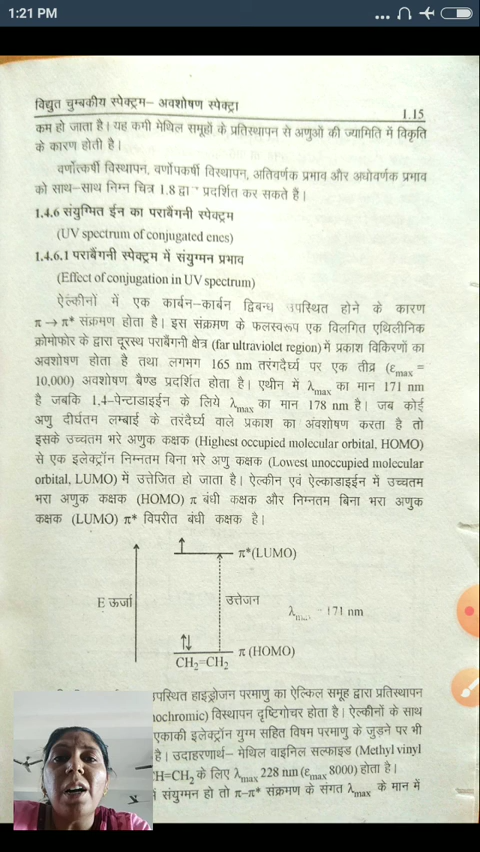 1:21 PM
विद्युत चुम्बकीय स्पेक्ट्रम– अवशोषण स्पेक्ट्रा
1.15
कम हो जाता है। यह कमी मेथिल समूहों के प्रतिस्थापन से अणुओं की ज्यामिति में विकृति
के कारण होती है।
वर्णोत्कर्षी विस्थापन, वर्णोपकर्षी विस्थापन, अतिवर्णक प्रभाव और अधोवर्णक प्रभाव
को साथ–साथ निम्न चित्र 1.8 द्वा प्रदर्शित कर सकते हैं।
1.4.6 संयुग्मित ईन का पराबैंगनी स्पेक्ट्रम
(UV spectrum of conjugated enes)
1.4.6.1 पराबैंगनी स्पेक्ट्रम में संयुग्मन प्रभाव
(Effect of conjugation in UV spectrum)
ऐल्कीनों में एक कार्बन–कार्बन द्विबन्ध उपस्थित होने के कारण
π → π* संक्रमण होता है। इस संक्रमण के फलस्वरूप एक विलगित एथिलीनिक
क्रोमोफोर के द्वारा दूरस्थ पराबैंगनी क्षेत्र (far ultraviolet region) में प्रकाश विकिरणों का
अवशोषण होता है तथा लगभग 165 nm तरंगदैर्ध्य पर एक तीव्र (εmax =
10,000) अवशोषण बैण्ड प्रदर्शित होता है। एथीन में λmax का मान 171 nm
है जबकि 1,4–पेन्टाडाइईन के लिये λmax का मान 178 nm है। जब कोई
अणु दीर्घतम लम्बाई के तरंदैर्ध्य वाले प्रकाश का अंवशोषण करता है तो
इसके उच्चतम भरे अणु कक्षक (Highest occupied molecular orbital, HOMO)
से एक इलेक्ट्रॉन निम्नतम बिना भरे अणु कक्षक (Lowest unoccupied molecular
orbital, LUMO) में उत्तेजित हो जाता है। ऐल्कीन एवं ऐल्काडाइईन में उच्चतम
भरा अणुक कक्षक (HOMO) π बंधी कक्षक और निम्नतम बिना भरा अणुक
कक्षक (LUMO) π* विपरीत बंधी कक्षक है।
π*(LUMO)
E ऊर्जा
उत्तेजन
λ 171 nm
π (HOMO)
CH2=CH2
उपस्थित हाइड्रोजन परमाणु का ऐल्किल समूह द्वारा प्रतिस्थापन
nochromic) विस्थापन दृष्टिगोचर होता है। ऐल्कीनों के साथ
एकाकी इलेक्ट्रॉन युग्म सहित विषम परमाणु के जुड़ने पर भी
है। उदाहरणार्थ– मेथिल वाइनिल सल्फाइड (Methyl vinyl
CH=CH2 के लिए λmax 228 nm (εmax 8000) होता है।
संयुग्मन हो तो π–π* संक्रमण के संगत λmax के मान में